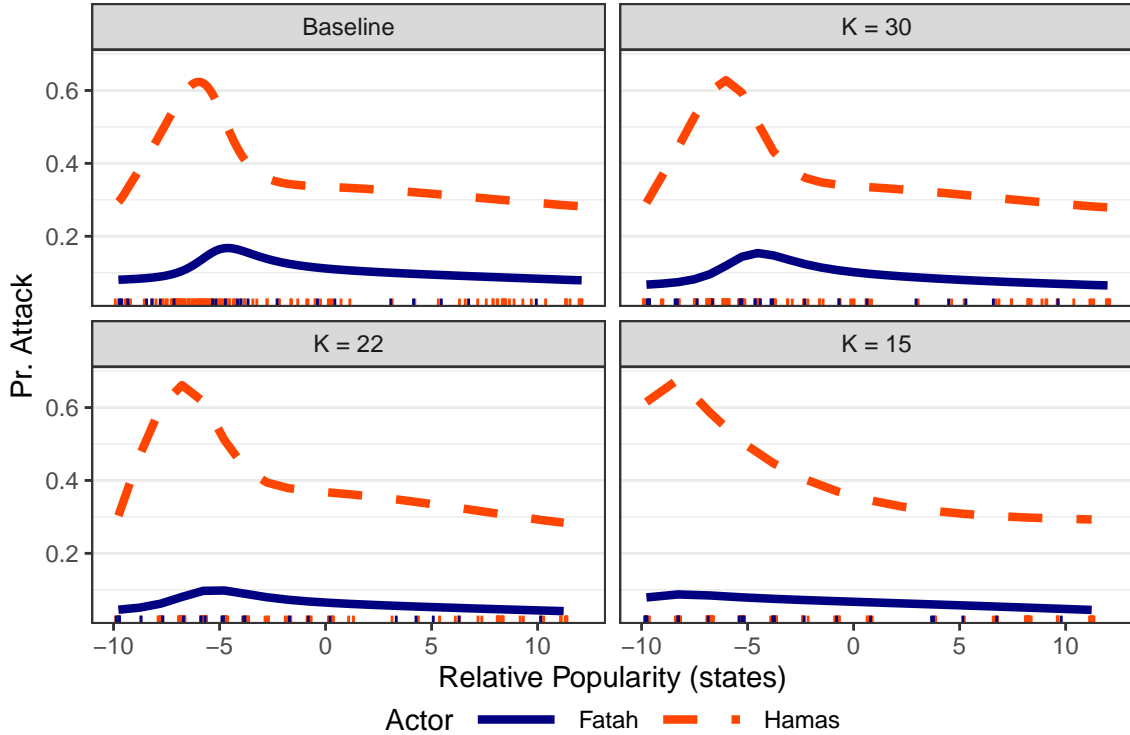 Baseline
K = 30
0.6
0.4
0.2
K = 22
K = 15
0.6
0.4
0.2
Pr. Attack
−10 −5 0 5 10
−10 −5 0 5 10
Relative Popularity (states)
Actor Fatah Hamas